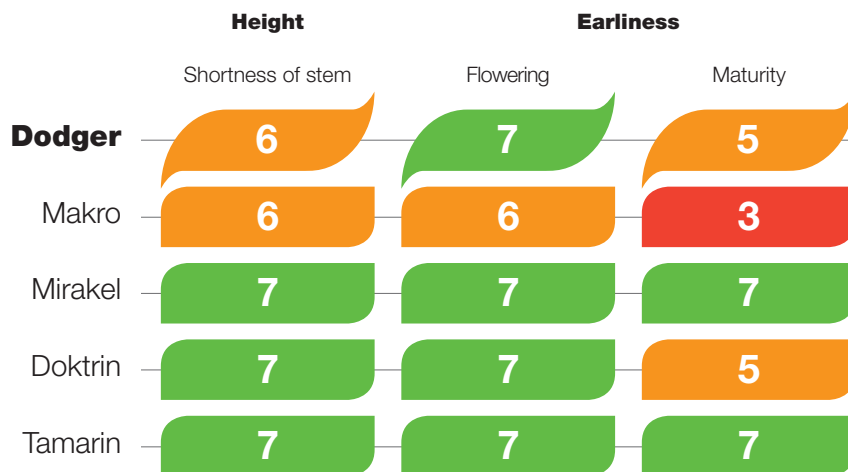 Height Earliness
Shortness of stem Flowering Maturity
Dodger 6 7 5
Makro 6 6 3
Mirakel 7 7 7
Doktrin 7 7 5
Tamarin 7 7 7